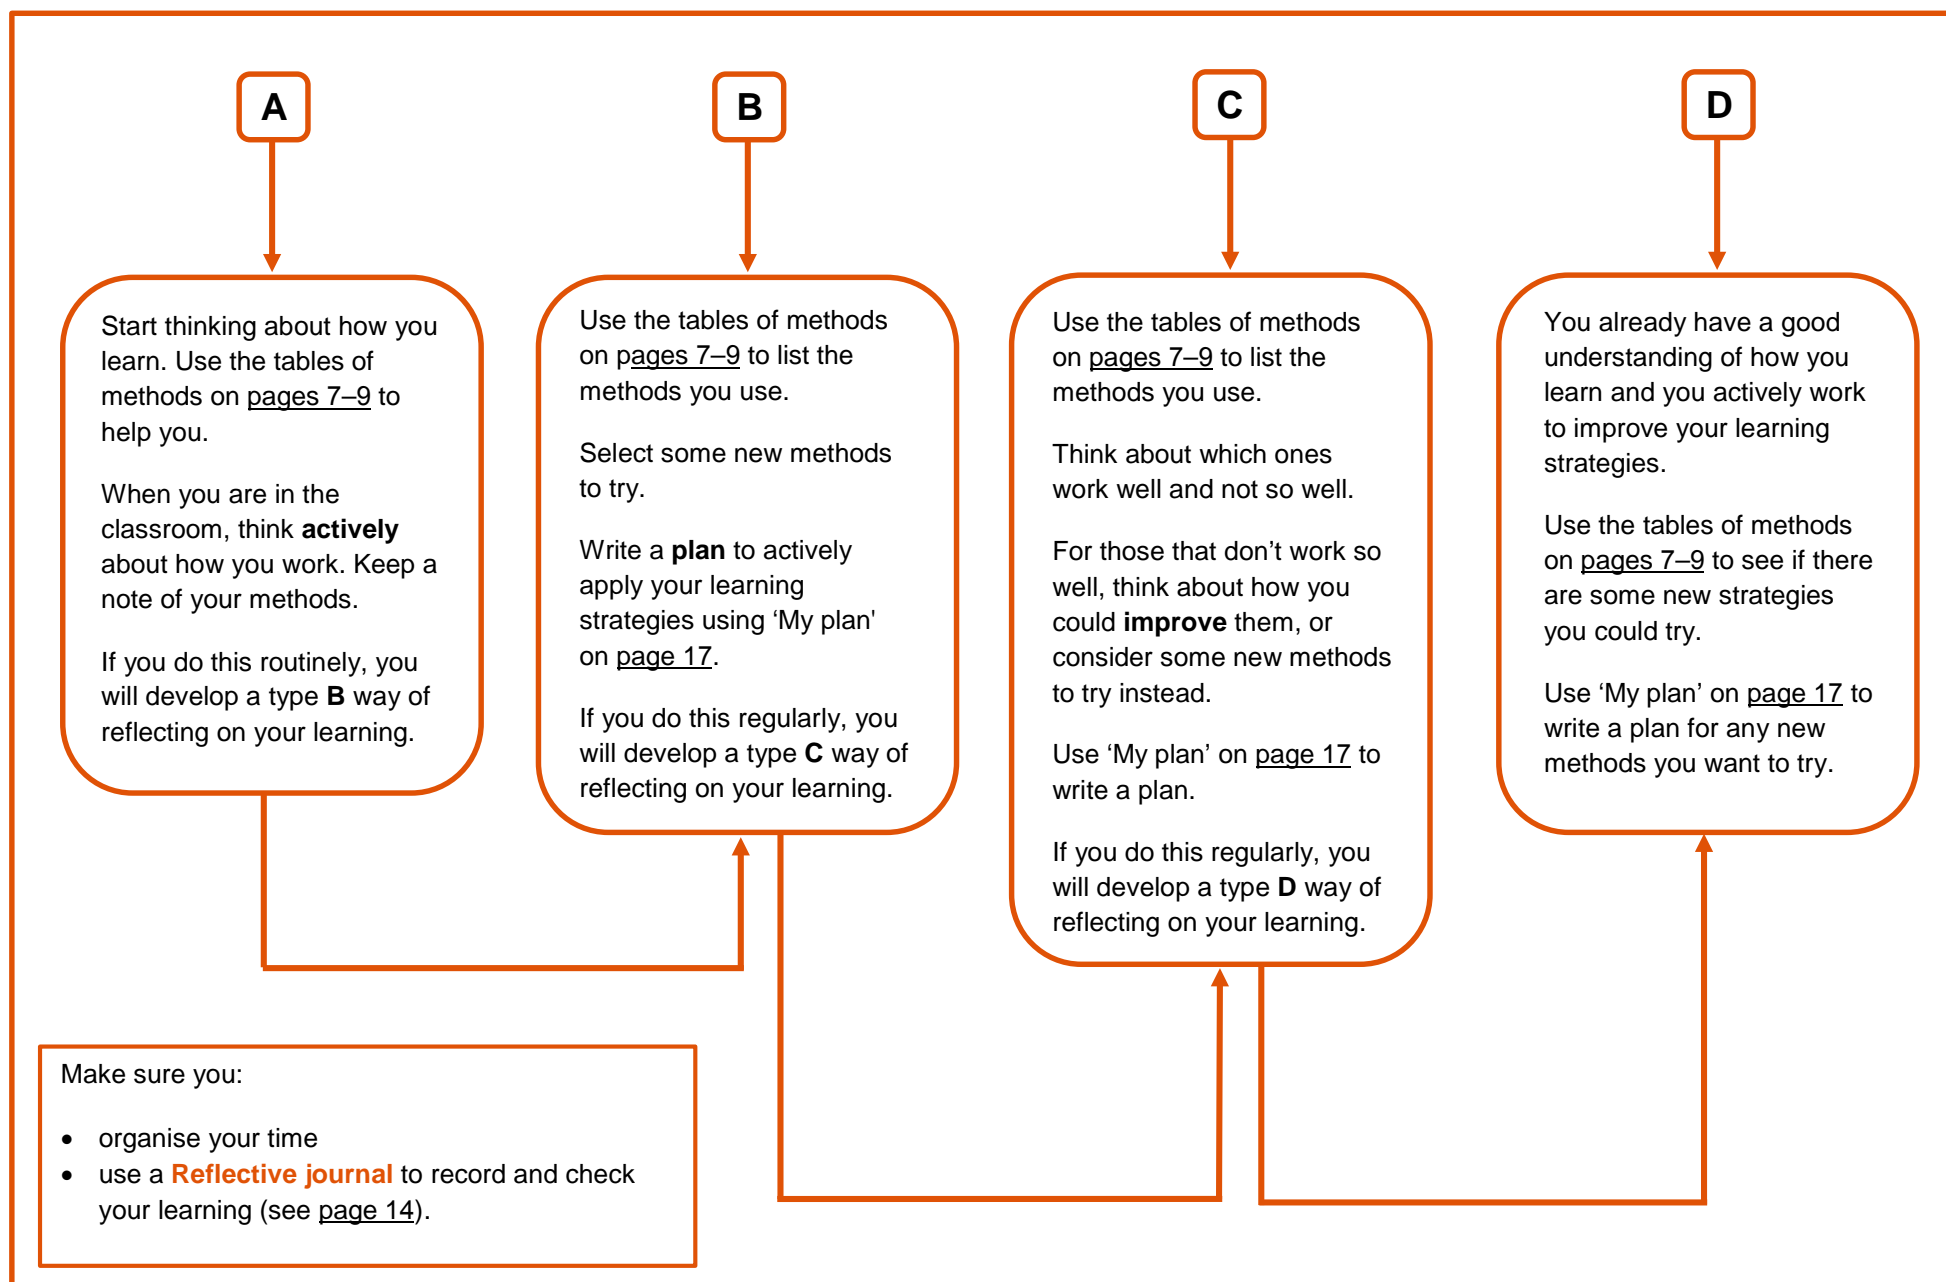 A
B
C
D
Start thinking about how you
learn. Use the tables of
methods on pages 7–9 to
help you.
When you are in the
classroom, think actively
about how you work. Keep a
note of your methods.
If you do this routinely, you
will develop a type B way of
reflecting on your learning.
Use the tables of methods
on pages 7–9 to list the
methods you use.
Select some new methods
to try.
Write a plan to actively
apply your learning
strategies using ‘My plan'
on page 17.
If you do this regularly, you
will develop a type C way of
reflecting on your learning.
Use the tables of methods
on pages 7–9 to list the
methods you use.
Think about which ones
work well and not so well.
For those that don’t work so
well, think about how you
could improve them, or
consider some new methods
to try instead.
Use ‘My plan’ on page 17 to
write a plan.
If you do this regularly, you
will develop a type D way of
reflecting on your learning.
You already have a good
understanding of how you
learn and you actively work
to improve your learning
strategies.
Use the tables of methods
on pages 7–9 to see if there
are some new strategies
you could try.
Use ‘My plan’ on page 17 to
write a plan for any new
methods you want to try.
Make sure you:
• organise your time
• use a Reflective journal to record and check
your learning (see page 14).